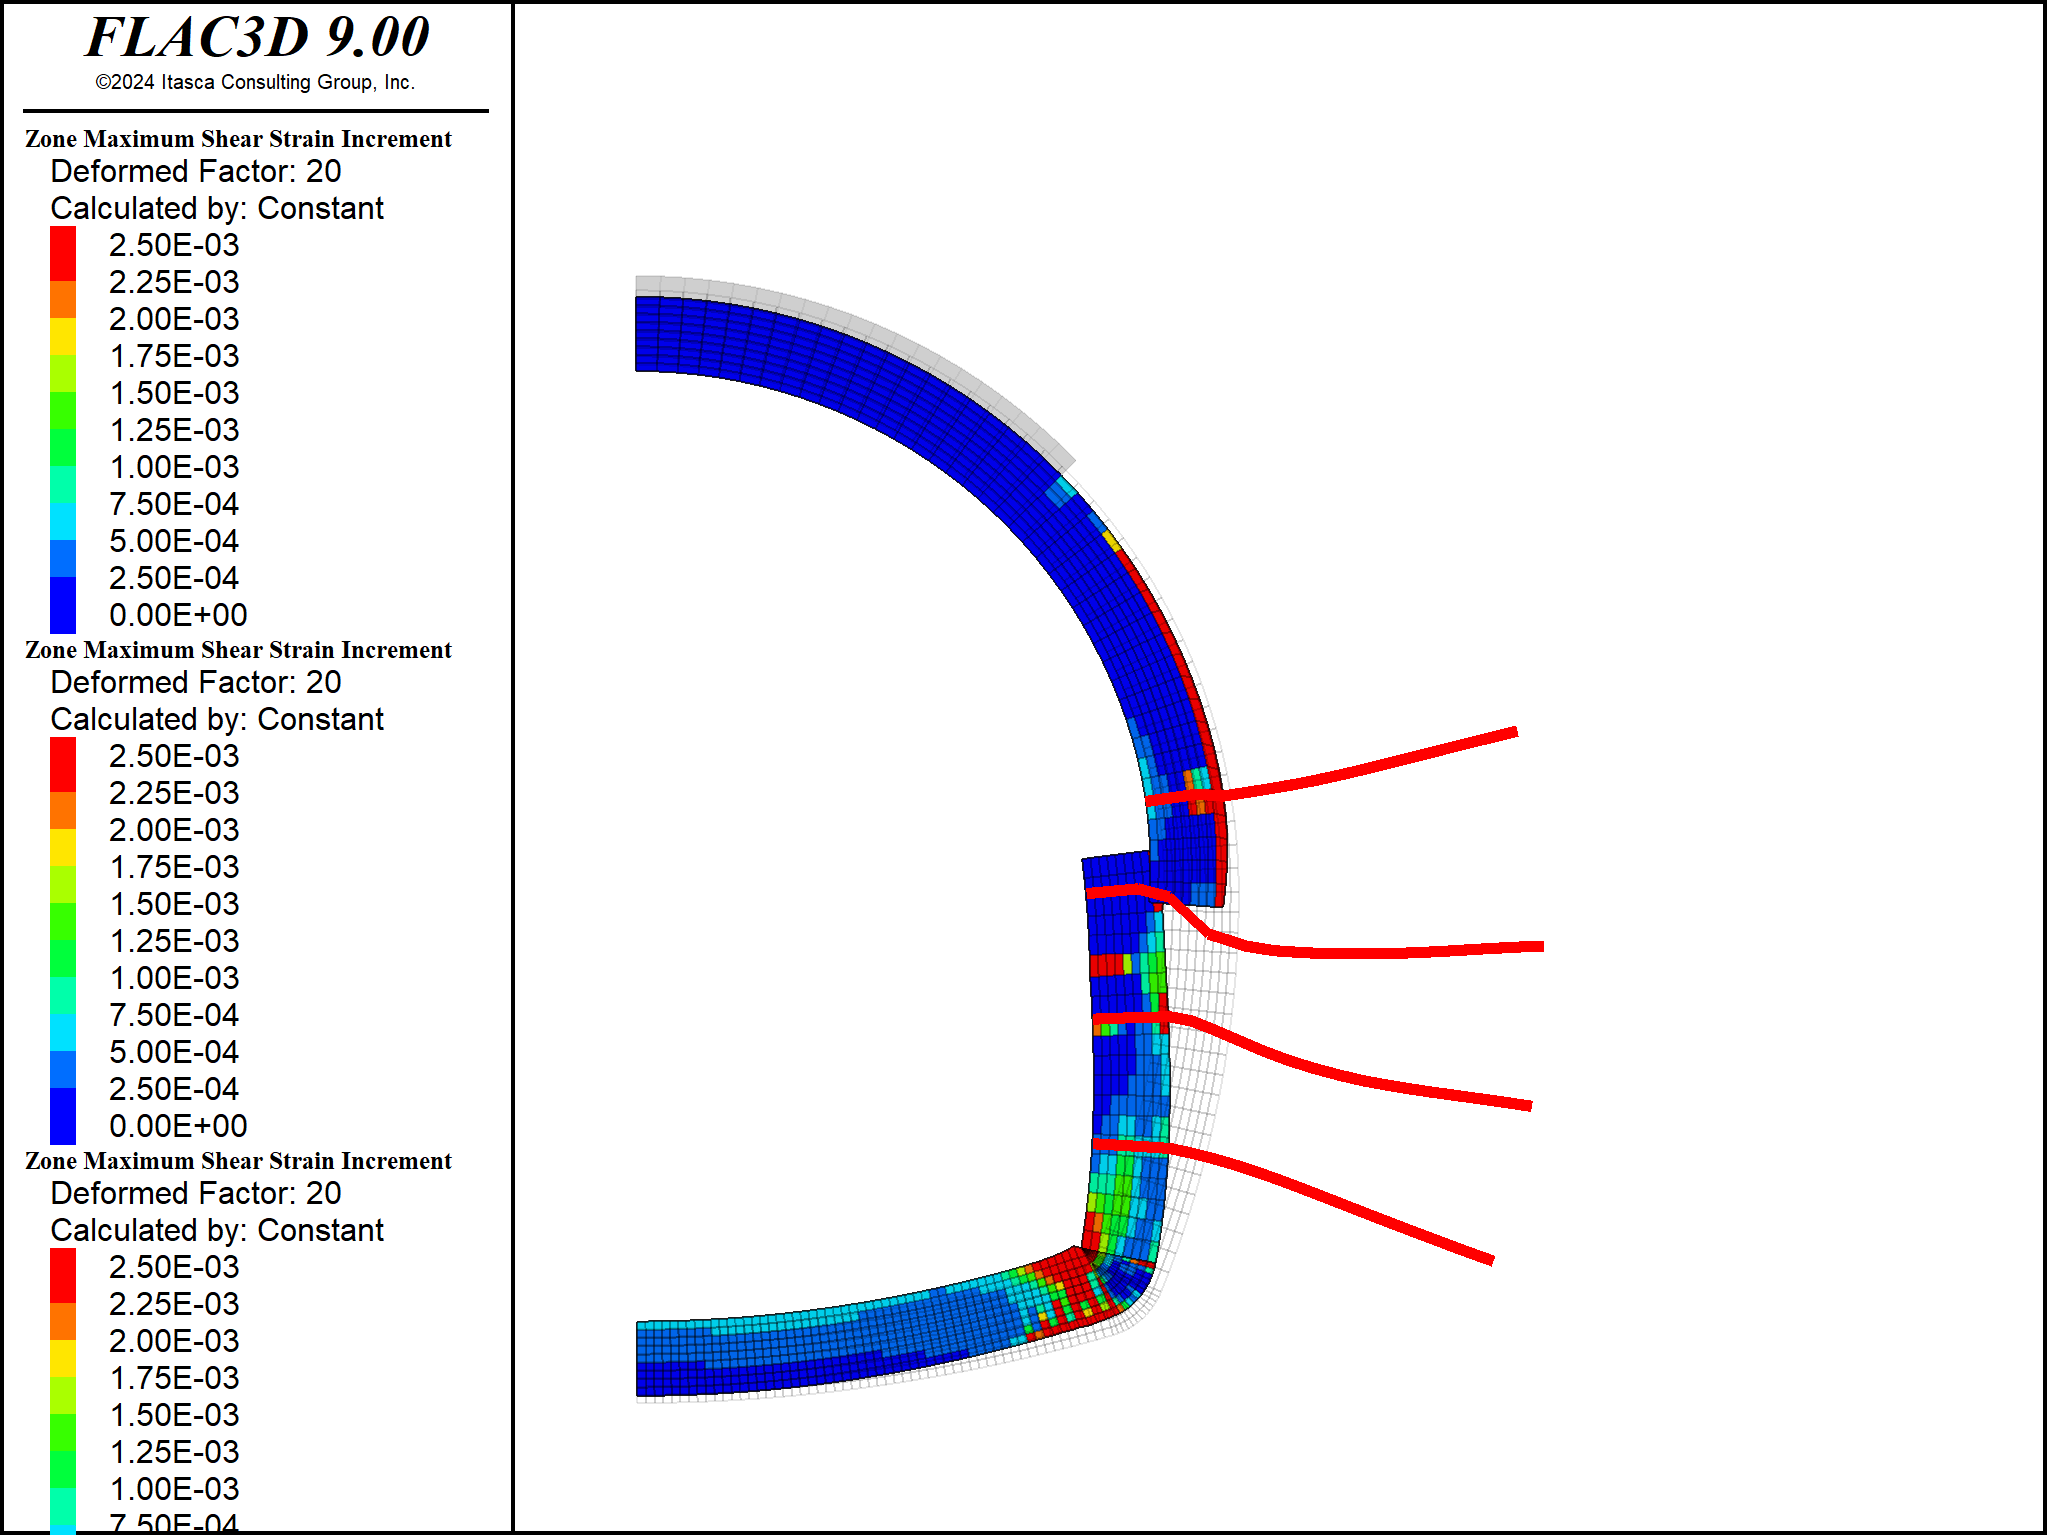 FLAC3D 9.00
©2024 Itasca Consulting Group, Inc.
Zone Maximum Shear Strain Increment
Deformed Factor: 20
Calculated by: Constant
2.50E-03
2.25E-03
2.00E-03
1.75E-03
1.50E-03
1.25E-03
1.00E-03
7.50E-04
5.00E-04
2.50E-04
0.00E+00
Zone Maximum Shear Strain Increment
Deformed Factor: 20
Calculated by: Constant
2.50E-03
2.25E-03
2.00E-03
1.75E-03
1.50E-03
1.25E-03
1.00E-03
7.50E-04
5.00E-04
2.50E-04
0.00E+00
Zone Maximum Shear Strain Increment
Deformed Factor: 20
Calculated by: Constant
2.50E-03
2.25E-03
2.00E-03
1.75E-03
1.50E-03
1.25E-03
1.00E-03
7.50E-04